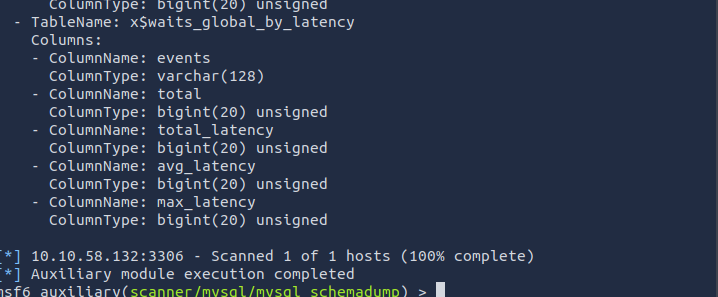 ColumnType: bigint(20) unsigned
- TableName: x$waits_global_by_latency
Columns:
- ColumnName: events
ColumnType: varchar(128)
- ColumnName: total
ColumnType: bigint(20) unsigned
- ColumnName: total_latency
ColumnType: bigint(20) unsigned
- ColumnName: avg_latency
ColumnType: bigint(20) unsigned
- ColumnName: max_latency
ColumnType: bigint(20) unsigned
[*] 10.10.58.132:3306 - Scanned 1 of 1 hosts (100% complete)
[*] Auxiliary module execution completed
msf6 auxiliary(scanner/mysql/mysql_schemadump) >